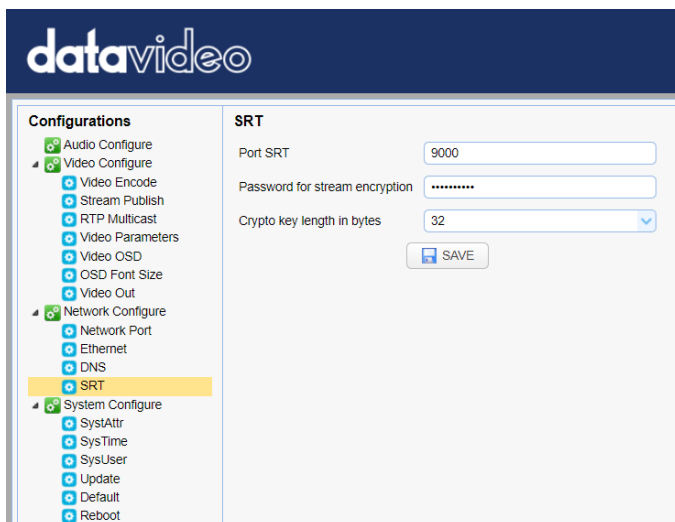 datavideo
Configurations
Audio Configure
Video Configure
Video Encode
Stream Publish
RTP Multicast
Video Parameters
Video OSD
OSD Font Size
Video Out
Network Configure
Network Port
Ethernet
DNS
SRT
System Configure
SystAttr
SysTime
SysUser
Update
Default
Reboot
SRT
Port SRT 9000
Password for stream encryption ••••••••••
Crypto key length in bytes 32
SAVE